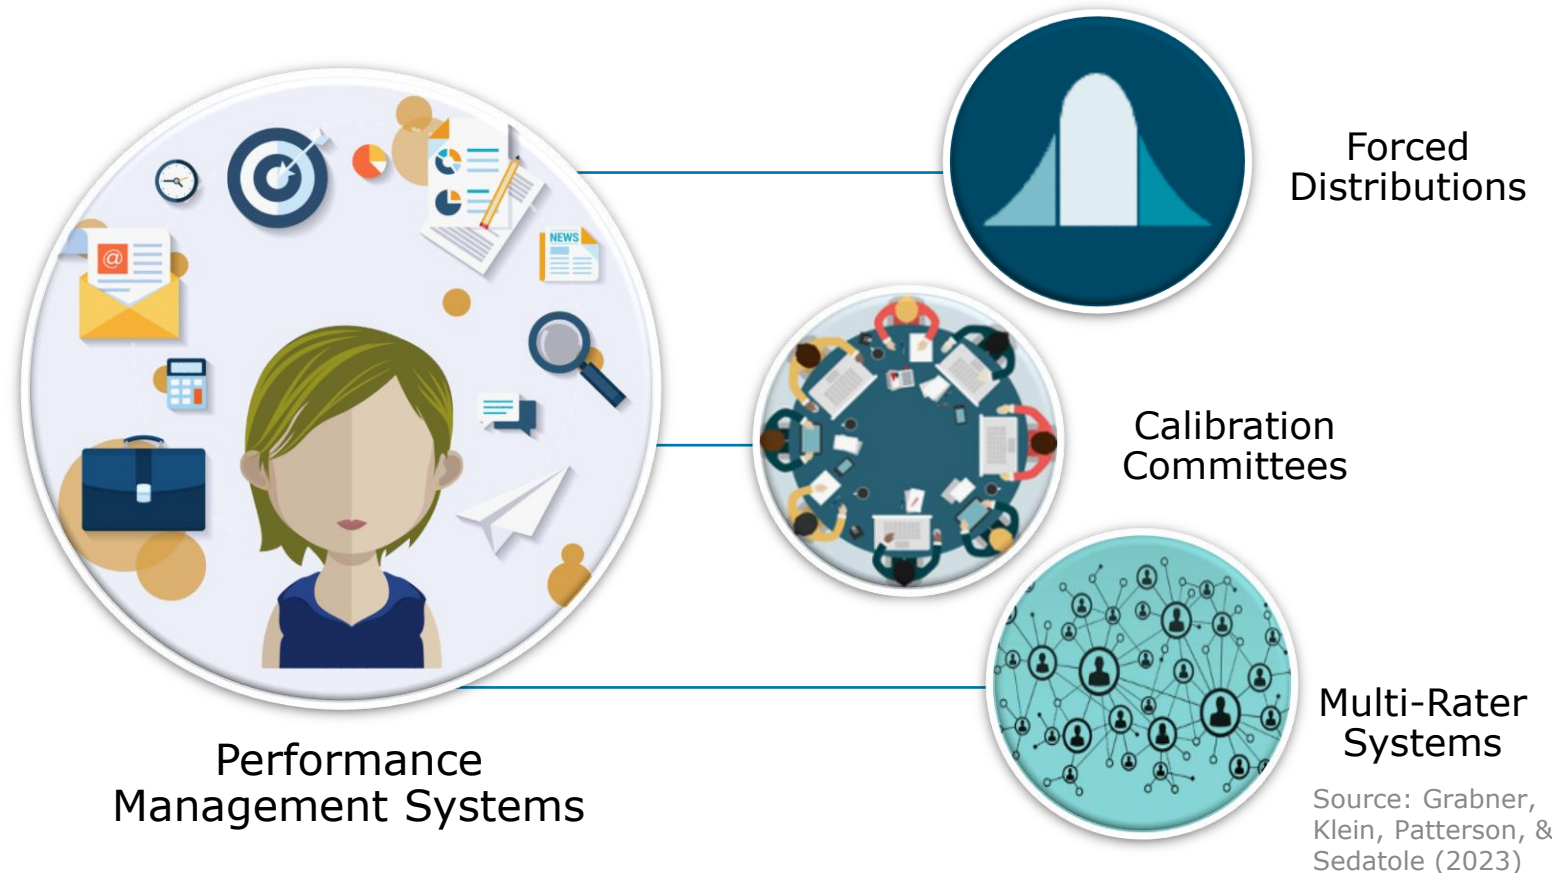 Forced
Distributions
NEWS
@
Calibration
Committees
Multi-Rater
Systems
Performance
Management Systems
Source: Grabner,
Klein, Patterson, &
Sedatole (2023)